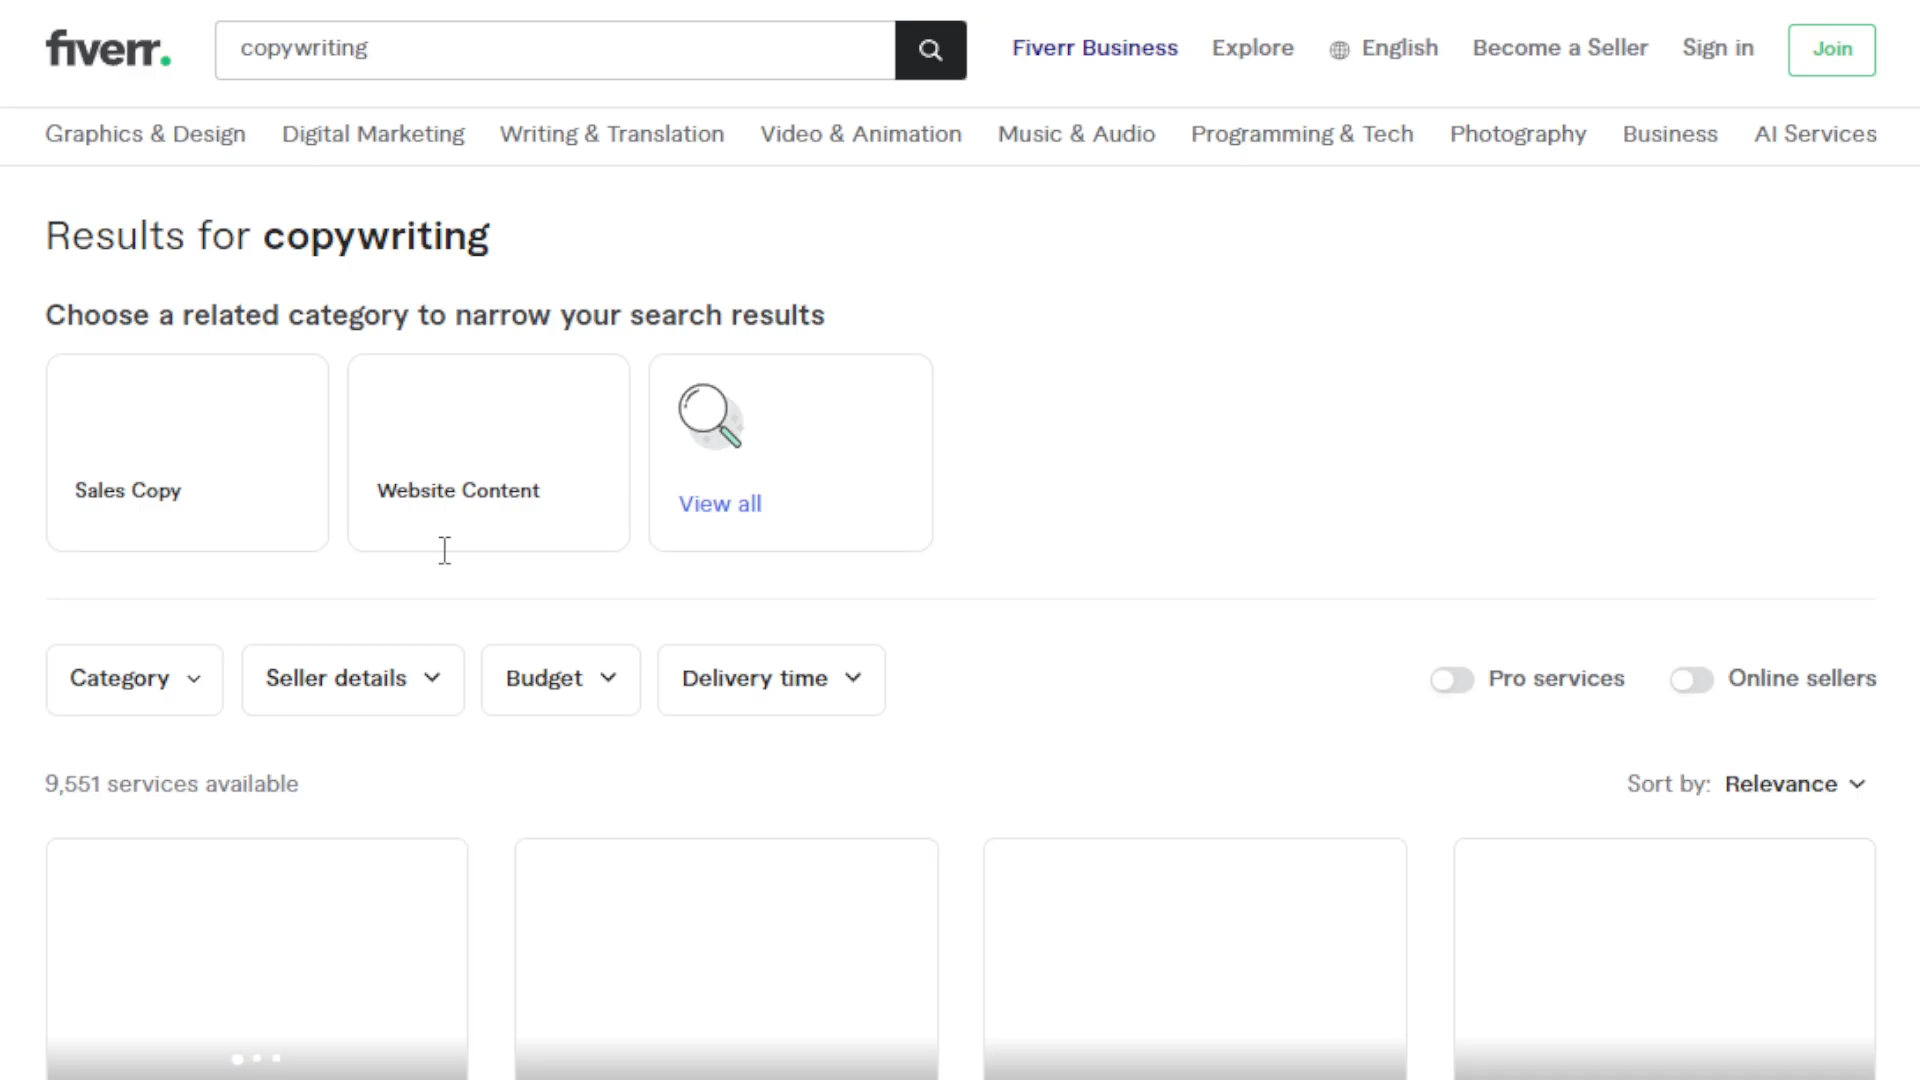 fiverr.
copywriting
Fiverr Business
Explore
English
Become a Seller
Sign in
Join
Graphics & Design
Digital Marketing
Writing & Translation
Video & Animation
Music & Audio
Programming & Tech
Photography
Business
AI Services
Results for copywriting
Choose a related category to narrow your search results
Sales Copy
Website Content
View all
Category
Seller details
Budget
Delivery time
Pro services
Online sellers
9,551 services available
Sort by: Relevance